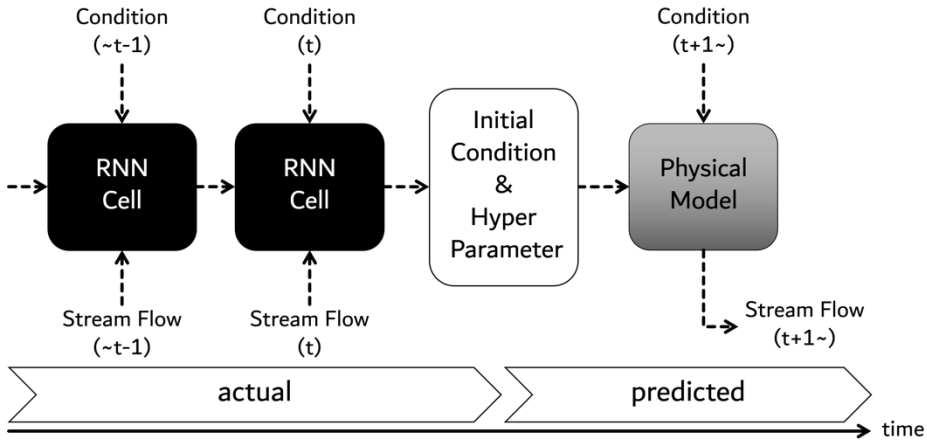 Condition
(~t-1)
Condition
(t)
Condition
(t+1~)
RNN
Cell
RNN
Cell
Initial
Condition
&
Hyper
Parameter
Physical
Model
Stream Flow
(~t-1)
Stream Flow
(t)
Stream Flow
(t+1~)
actual
predicted
time